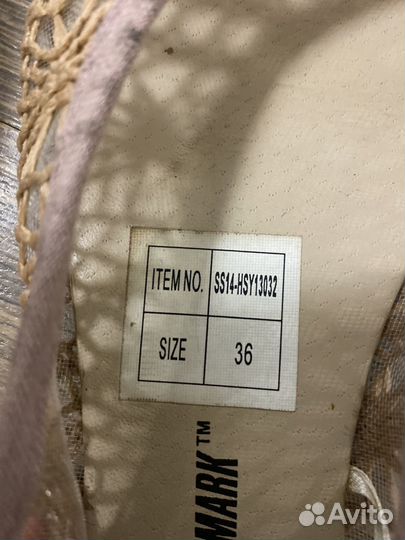 ITEM NO. SS14-HSY13032
SIZE 36
MARK™
Avito